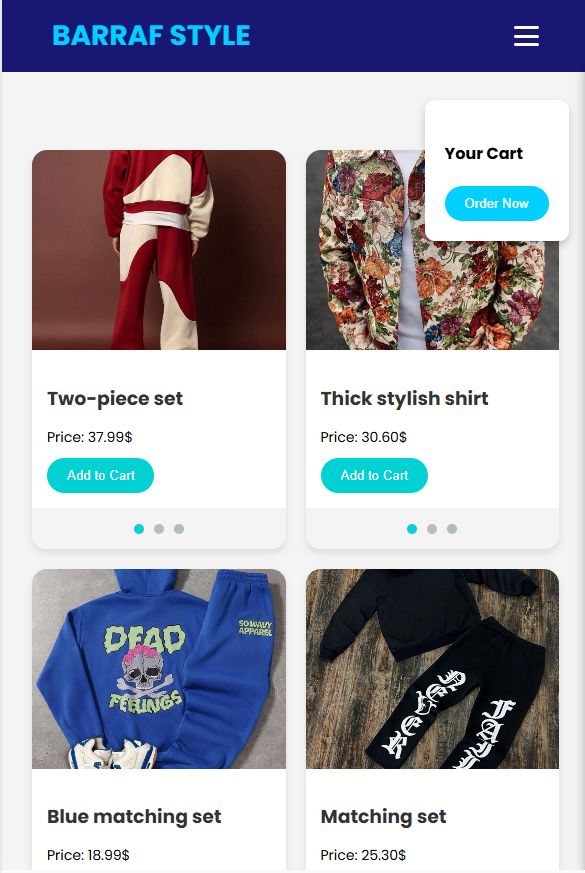 BARRAF STYLE
Your Cart
Order Now
Two-piece set
Price: 37.99$
Add to Cart
Thick stylish shirt
Price: 30.60$
Add to Cart
DEAD
FEELINGS
SOWAVY
APPAREL
Blue matching set
Price: 18.99$
Matching set
Price: 25.30$